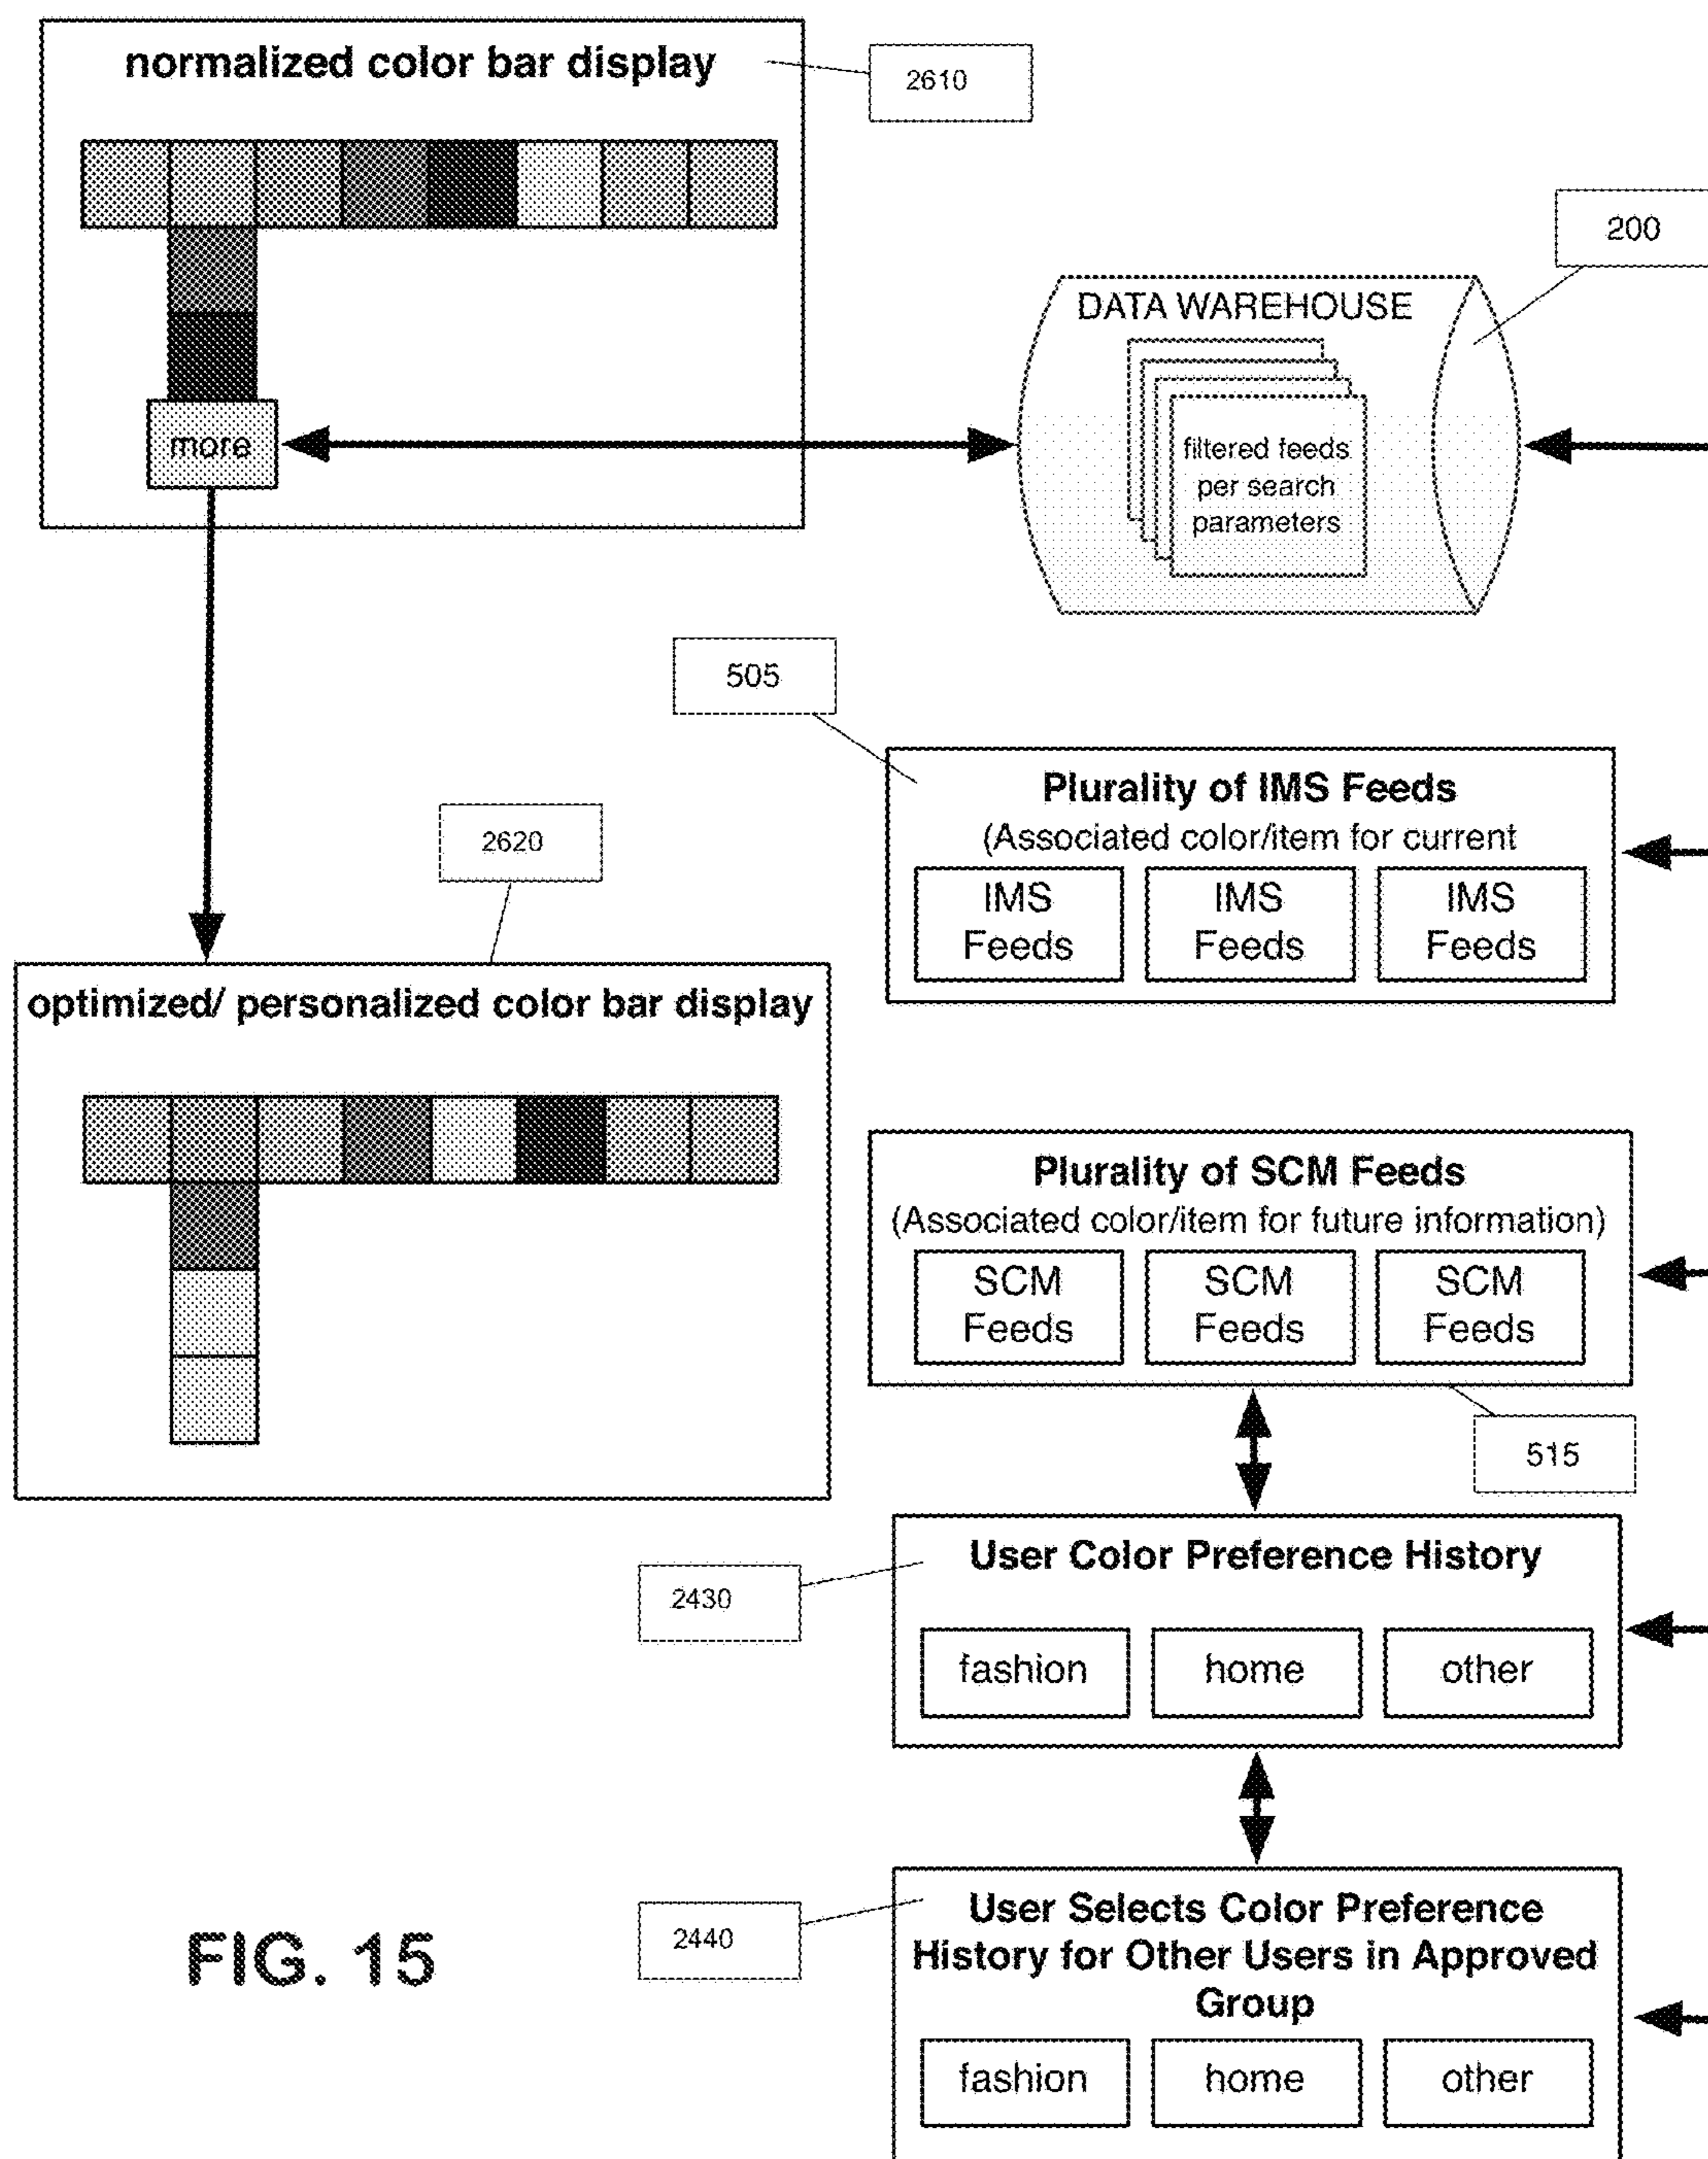 normalized color bar display
2610
200
DATA WAREHOUSE
more
filtered feeds
per search
parameters
505
Plurality of IMS Feeds
(Associated color/item for current
IMS
Feeds
IMS
Feeds
IMS
Feeds
2620
optimized/ personalized color bar display
Plurality of SCM Feeds
(Associated color/item for future information)
SCM
Feeds
SCM
Feeds
SCM
Feeds
515
User Color Preference History
2430
fashion
home
other
User Selects Color Preference
History for Other Users in Approved
Group
2440
fashion
home
other
FIG. 15